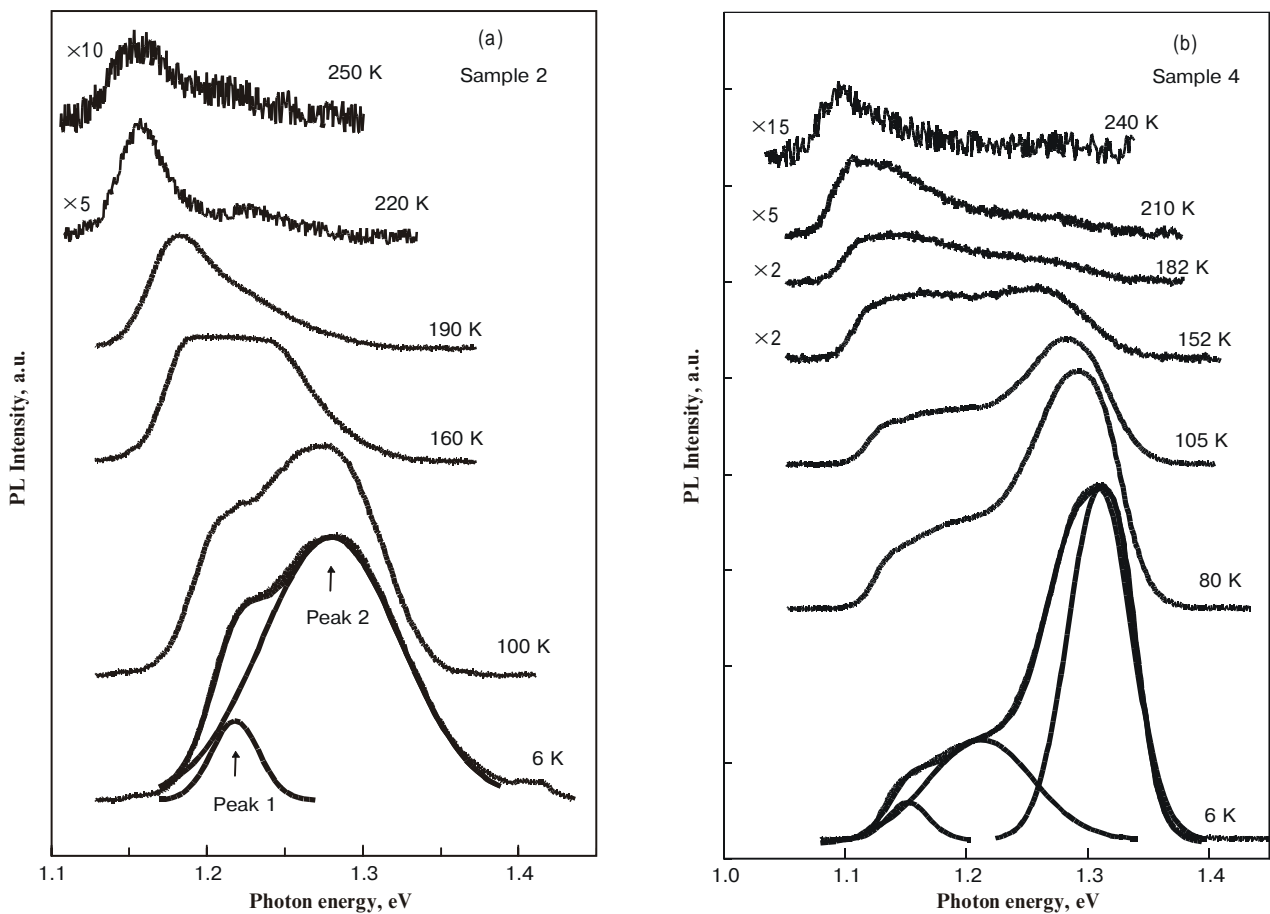 (a)
Sample 2
×10
250 K
×5
220 K
190 K
160 K
100 K
Peak 2
6 K
Peak 1
PL Intensity, a.u.
1.1 1.2 1.3 1.4
Photon energy, eV
(b)
Sample 4
×15
240 K
×5
210 K
×2
182 K
×2
152 K
105 K
80 K
6 K
PL Intensity, a.u.
1.0 1.1 1.2 1.3 1.4
Photon energy, eV